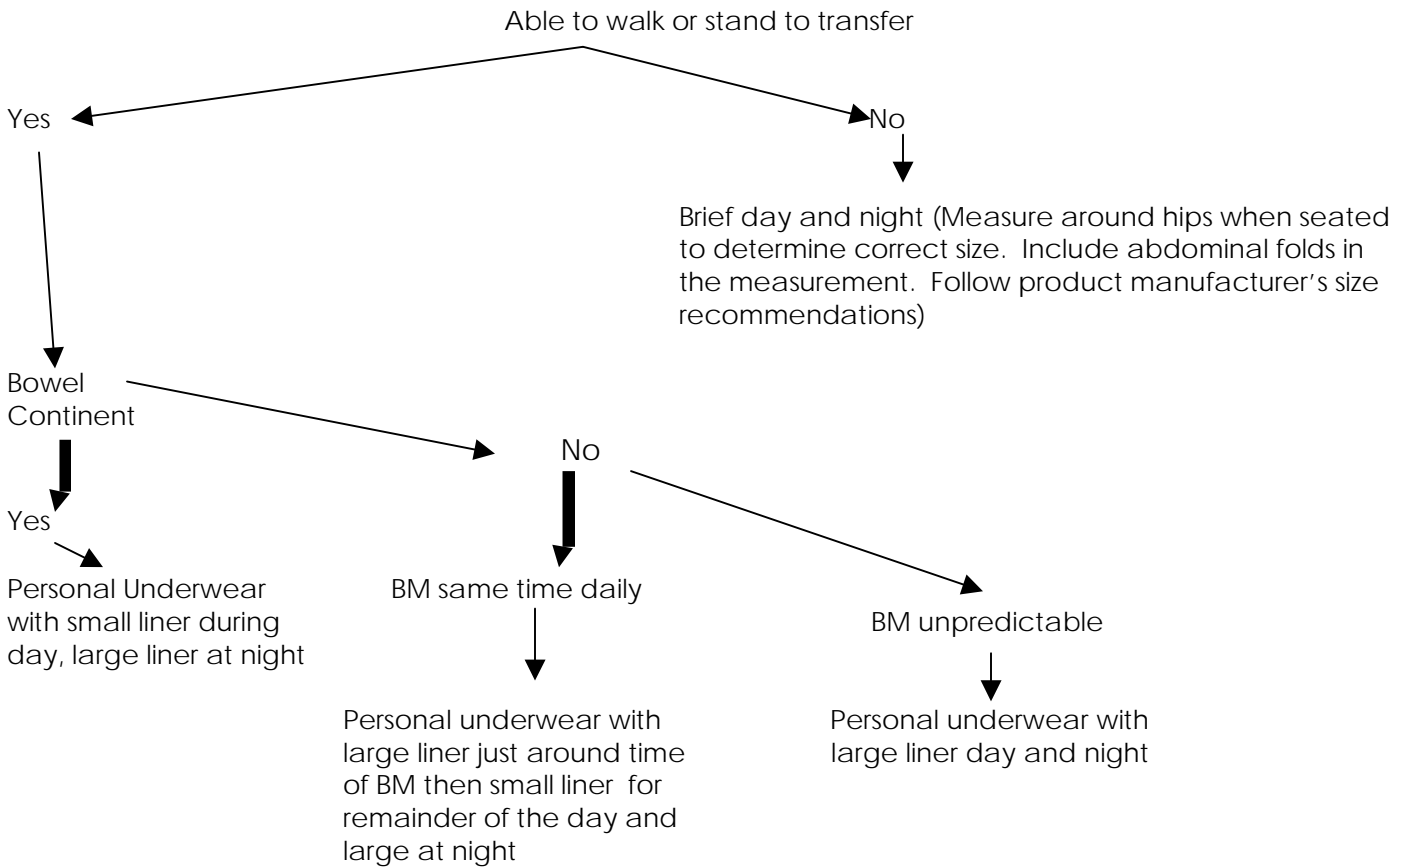 Able to walk or stand to transfer
Yes
No
Brief day and night (Measure around hips when seated
to determine correct size.  Include abdominal folds in
the measurement.  Follow product manufacturer's size
recommendations)
Bowel
Continent
No
Yes
Personal Underwear
with small liner during
day, large liner at night
BM same time daily
BM unpredictable
Personal underwear with
large liner just around time
of BM then small liner  for
remainder of the day and
large at night
Personal underwear with
large liner day and night